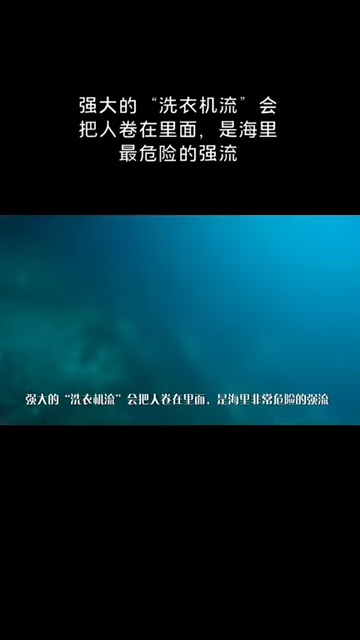 强大的“洗衣机流”会
把人卷在里面，是海里
最危险的强流
强大的“洗衣机流”会把人卷在里面，是海里非常危险的强流